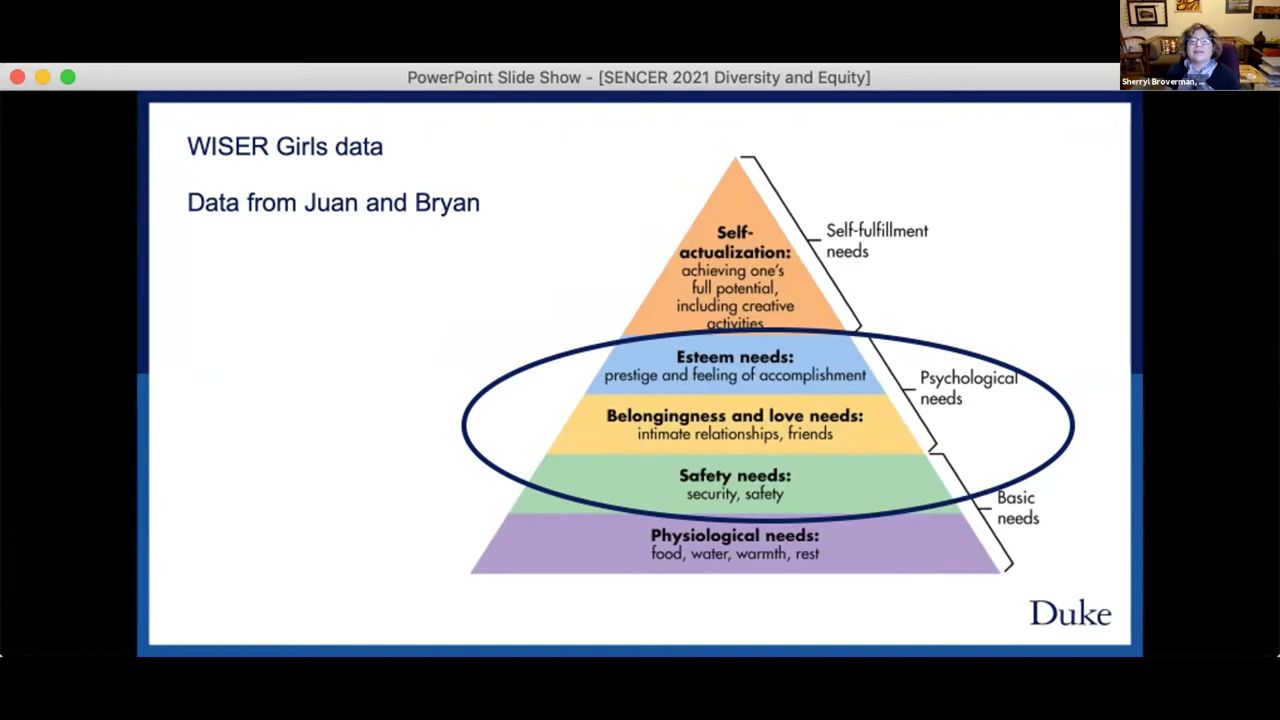 Sherryl Broverman, ...
PowerPoint Slide Show - [SENCER 2021 Diversity and Equity]
WISER Girls data
Data from Juan and Bryan
Self-
actualization:
achieving one's
full potential,
including creative
activities
Self-fulfillment
needs
Esteem needs:
prestige and feeling of accomplishment
Psychological
needs
Belongingness and love needs:
intimate relationships, friends
Safety needs:
security, safety
Basic
needs
Physiological needs:
food, water, warmth, rest
Duke